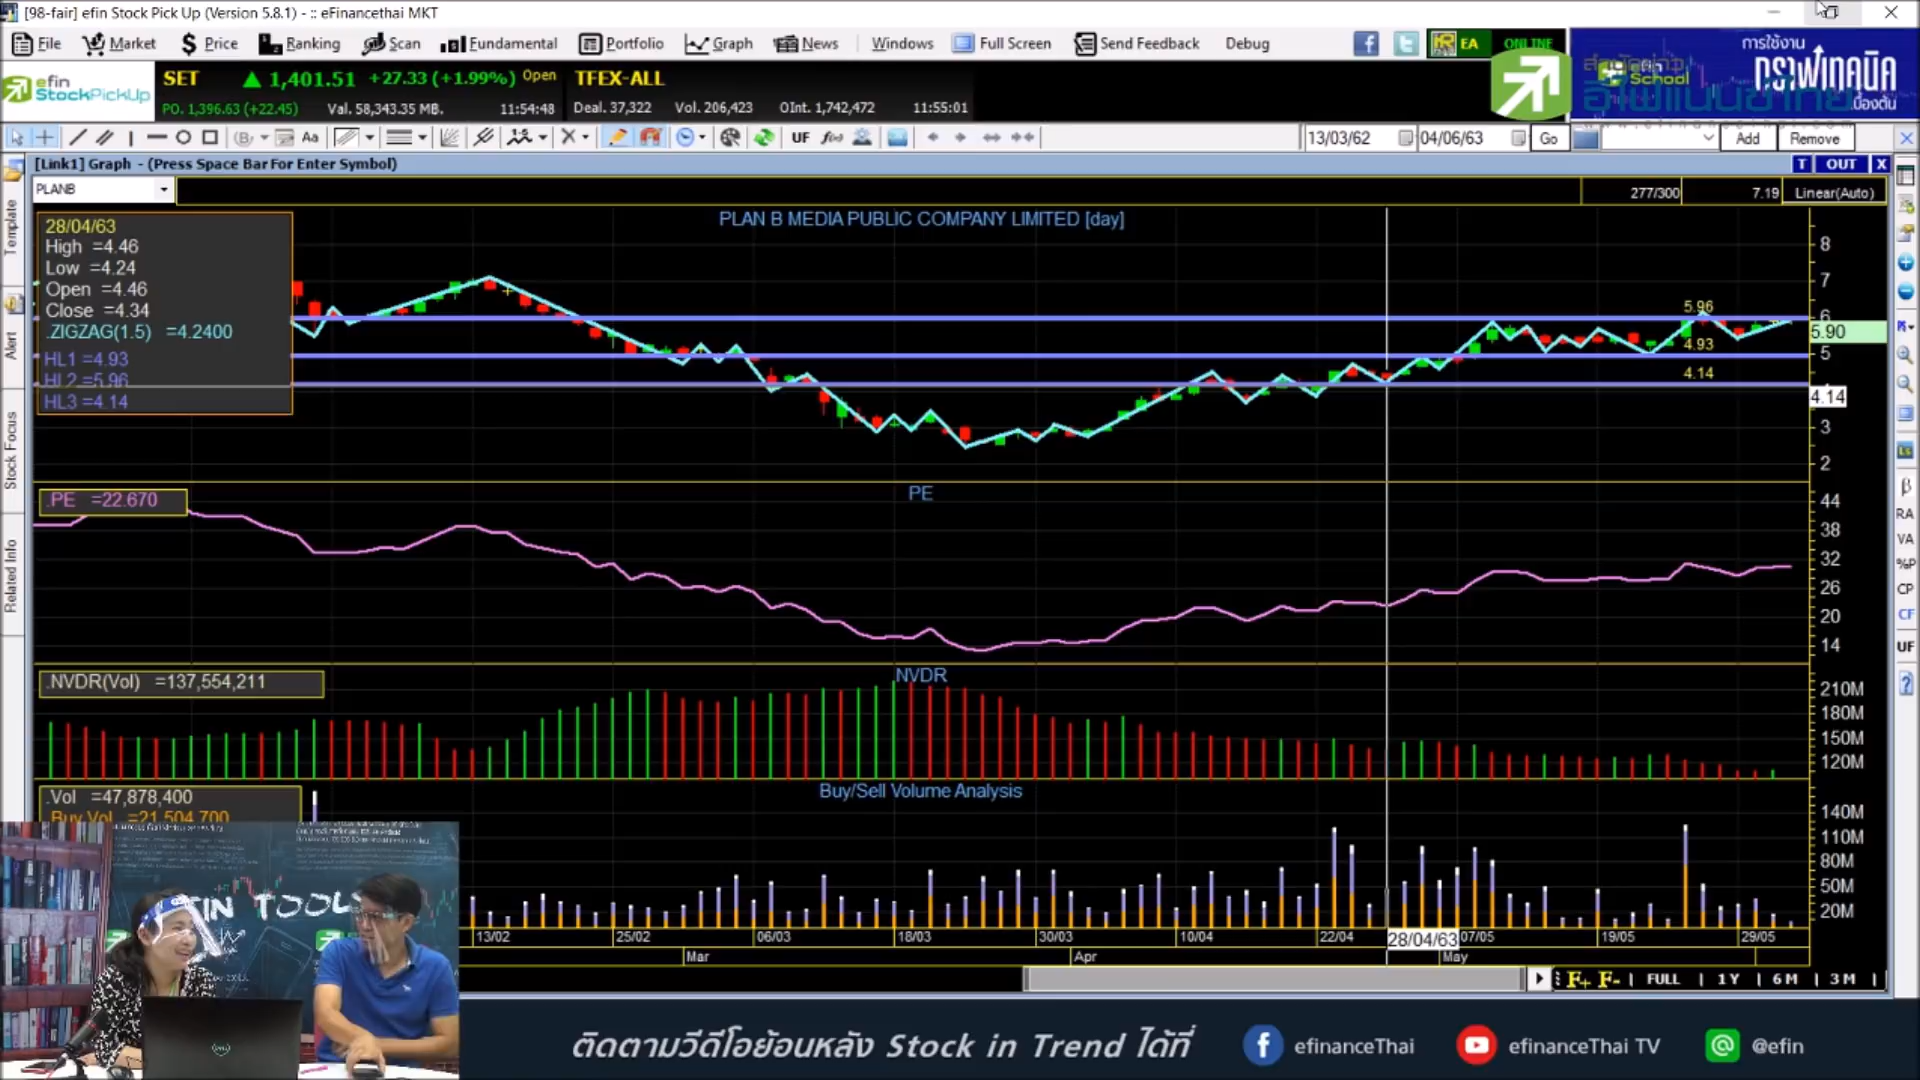 [98-fair] efin Stock Pick Up (Version 5.8.1) - :: eFinancethai MKT
File Market Price Ranking Scan Fundamental Portfolio Graph News Windows Full Screen Send Feedback Debug
EA ONLINE
การใช้งาน
กราฟเทคนิค
เบื้องต้น
efin School
efin
StockPickUp
SET ▲ 1,401.51 +27.33 (+1.99%) Open TFEX-ALL
PO. 1,396.63 (+22.45) Val. 58,343.35 MB. 11:54:48 Deal. 37,322 Vol. 206,423 OInt. 1,742,472 11:55:01
Aa UF f(x) 13/03/62 04/06/63 Go Add Remove
[Link1] Graph - (Press Space Bar For Enter Symbol) T OUT X
PLANB 277/300 7.19 Linear(Auto)
PLAN B MEDIA PUBLIC COMPANY LIMITED [day]
28/04/63
High =4.46
Low =4.24
Open =4.46
Close =4.34
.ZIGZAG(1.5) =4.2400
HL1 =4.93
HL2 =5.96
HL3 =4.14
5.96
4.93
4.14
8
7
6
5.90
5
4.14
3
2
Template
Alert
Stock Focus
Related Info
.PE =22.670
PE
44
38
32
26
20
14
β
RA
VA
%P
CP
CF
UF
?
.NVDR(Vol) =137,554,211
NVDR
210M
180M
150M
120M
.Vol =47,878,400
Buy Vol =21,504,700
Buy/Sell Volume Analysis
140M
110M
80M
50M
20M
13/02 25/02 06/03 18/03 30/03 10/04 22/04 28/04/63 07/05 19/05 29/05
Mar Apr May
F+ F- FULL 1Y 6M 3M
EFIN TOOL
DELL
ติดตามวีดีโอย้อนหลัง Stock in Trend ได้ที่ efinanceThai efinanceThai TV @efin